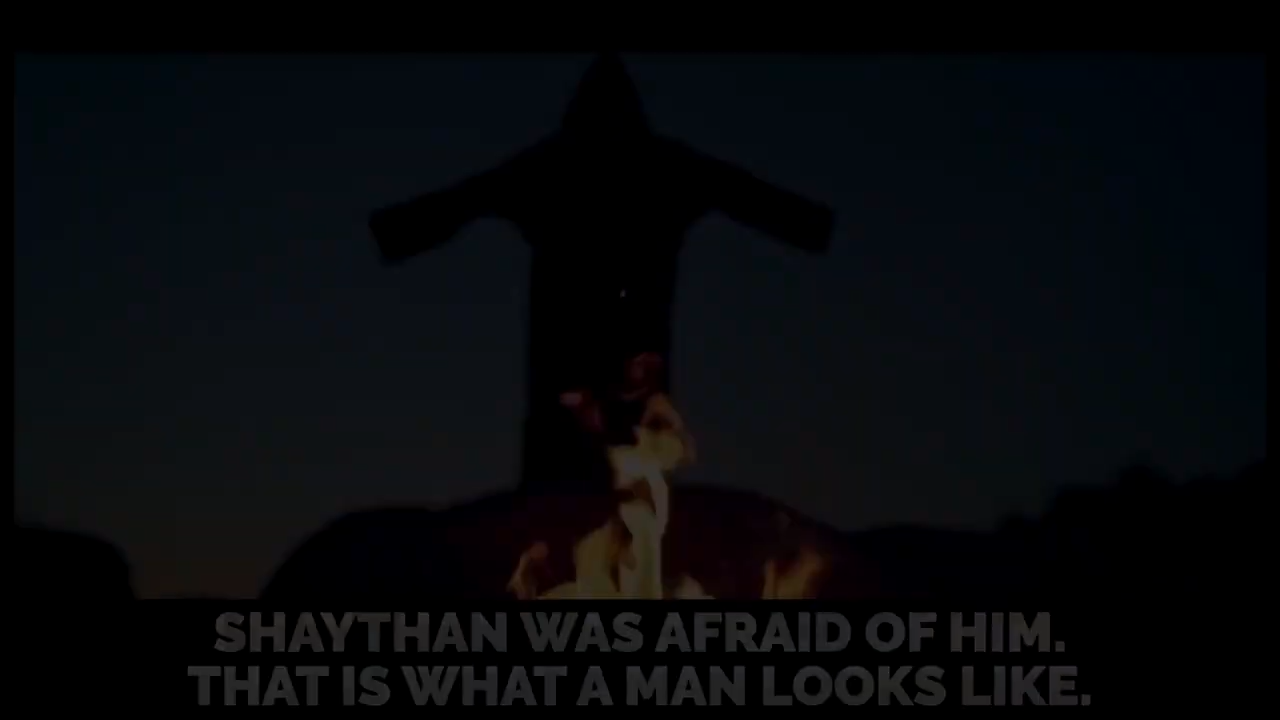 SHAYTHAN WAS AFRAID OF HIM.
THAT IS WHAT A MAN LOOKS LIKE.